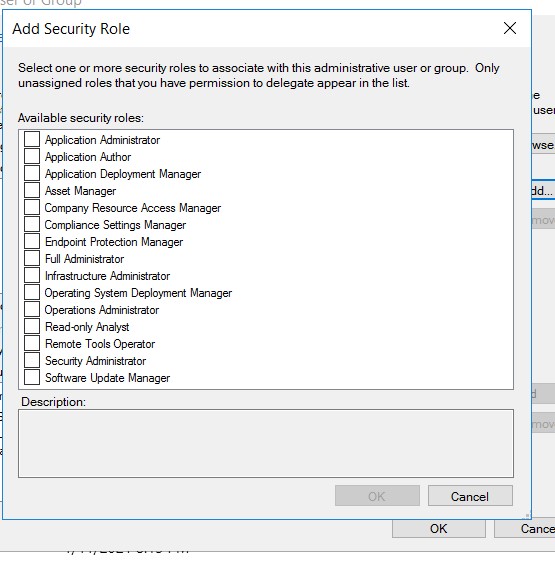 Add Security Role
Select one or more security roles to associate with this administrative user or group. Only
unassigned roles that you have permission to delegate appear in the list.
Available security roles:
Application Administrator
Application Author
Application Deployment Manager
Asset Manager
Company Resource Access Manager
Compliance Settings Manager
Endpoint Protection Manager
Full Administrator
Infrastructure Administrator
Operating System Deployment Manager
Operations Administrator
Read-only Analyst
Remote Tools Operator
Security Administrator
Software Update Manager
Description:
OK Cancel
OK Cance